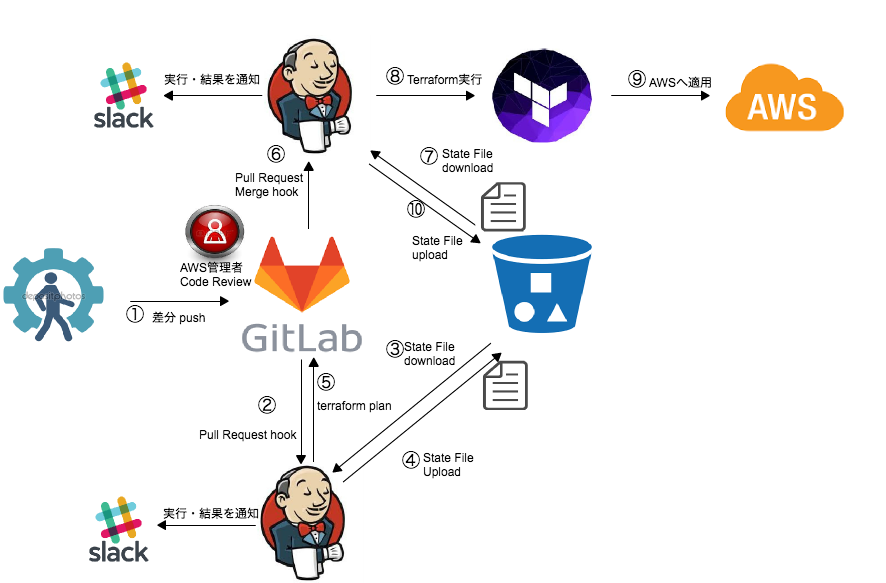 実行・結果を通知
slack
⑧ Terraform実行
⑨ AWSへ適用
AWS
⑥
Pull Request
Merge hook
⑦ State File
download
⑩
State File
upload
AWS管理者
Code Review
depositphotos
① 差分 push
GitLab
③ State File
download
⑤
terraform plan
②
Pull Request hook
④ State File
Upload
実行・結果を通知
slack